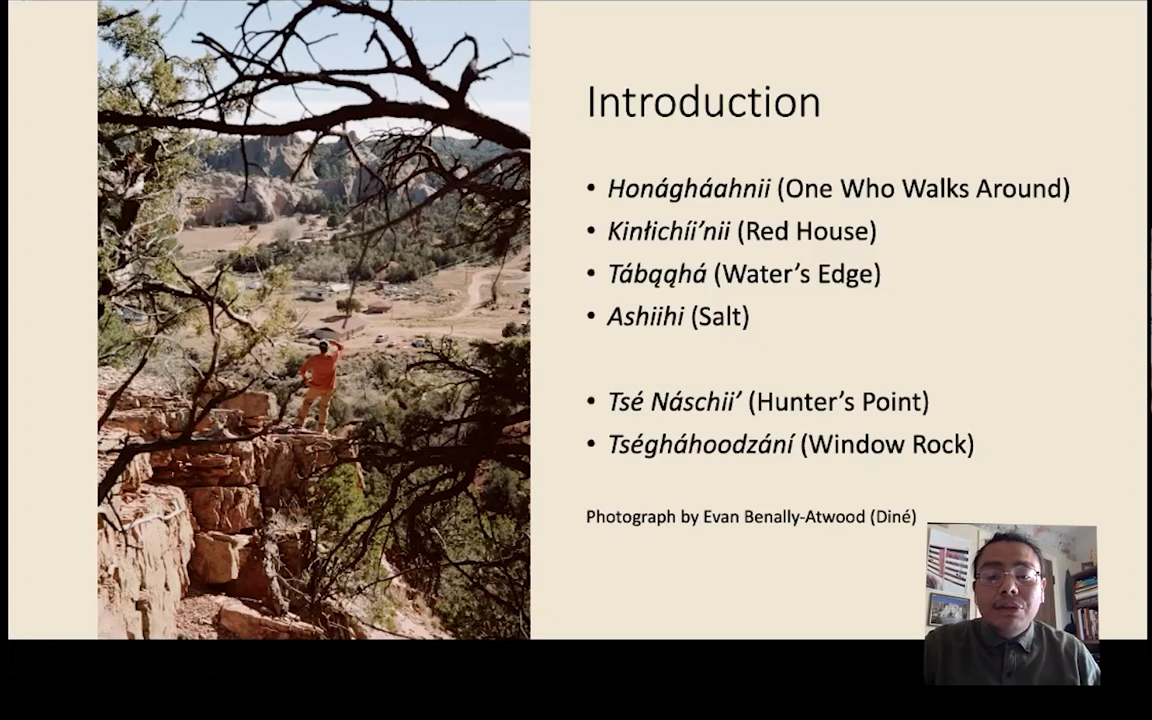 Introduction
• Honágháahnii (One Who Walks Around)
• Kinłichíi’nii (Red House)
• Tábąąhá (Water’s Edge)
• Ashiihi (Salt)
• Tsé Náschii’ (Hunter’s Point)
• Tségháhoodzání (Window Rock)
Photograph by Evan Benally-Atwood (Diné)